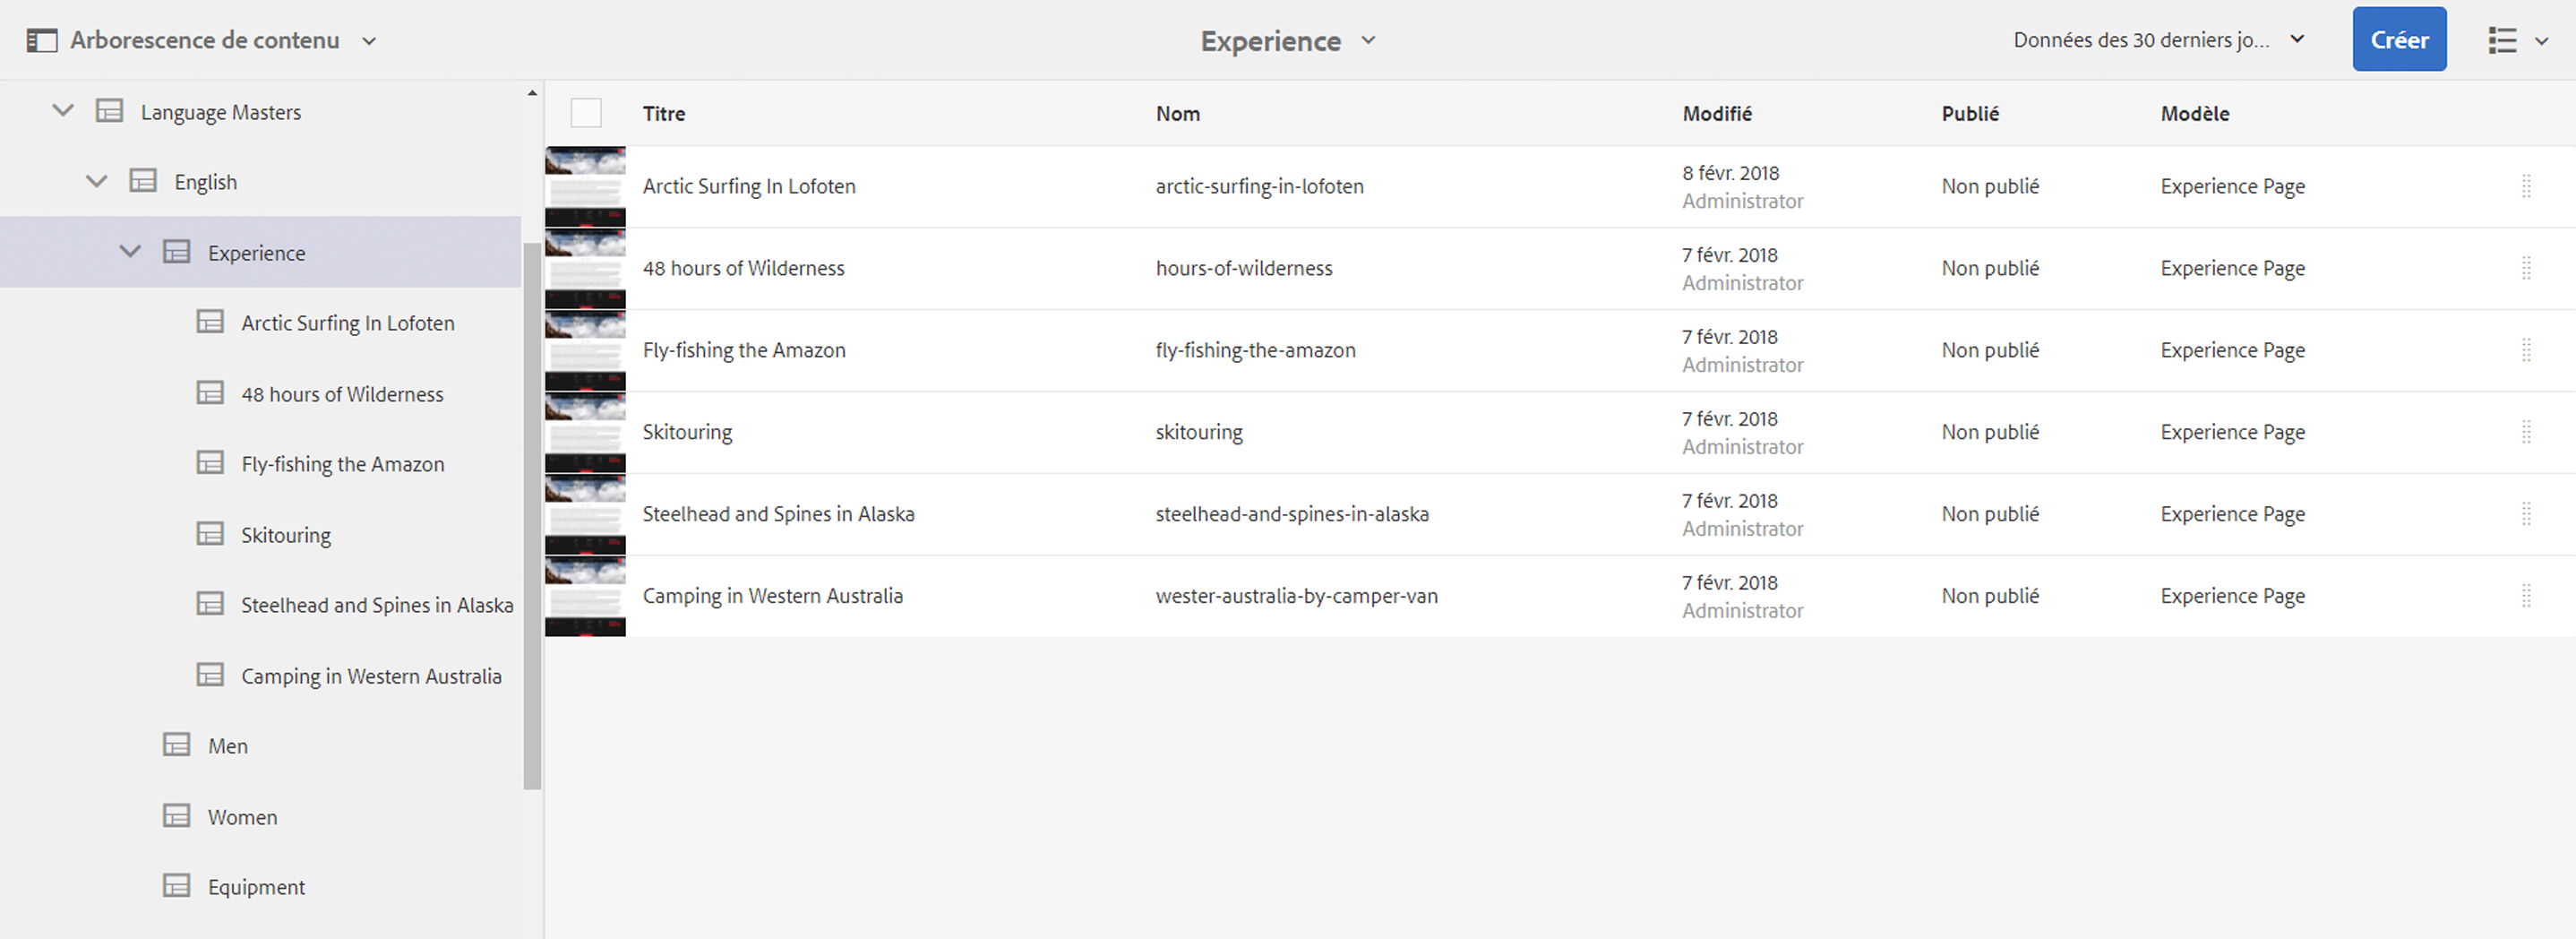 Arborescence de contenu
Experience
Données des 30 derniers jo...
Créer
Language Masters
English
Experience
Arctic Surfing In Lofoten
48 hours of Wilderness
Fly-fishing the Amazon
Skitouring
Steelhead and Spines in Alaska
Camping in Western Australia
Men
Women
Equipment
Titre Nom Modifié Publié Modèle
Arctic Surfing In Lofoten arctic-surfing-in-lofoten 8 févr. 2018 Non publié Experience Page
Administrator
48 hours of Wilderness hours-of-wilderness 7 févr. 2018 Non publié Experience Page
Administrator
Fly-fishing the Amazon fly-fishing-the-amazon 7 févr. 2018 Non publié Experience Page
Administrator
Skitouring skitouring 7 févr. 2018 Non publié Experience Page
Administrator
Steelhead and Spines in Alaska steelhead-and-spines-in-alaska 7 févr. 2018 Non publié Experience Page
Administrator
Camping in Western Australia wester-australia-by-camper-van 7 févr. 2018 Non publié Experience Page
Administrator